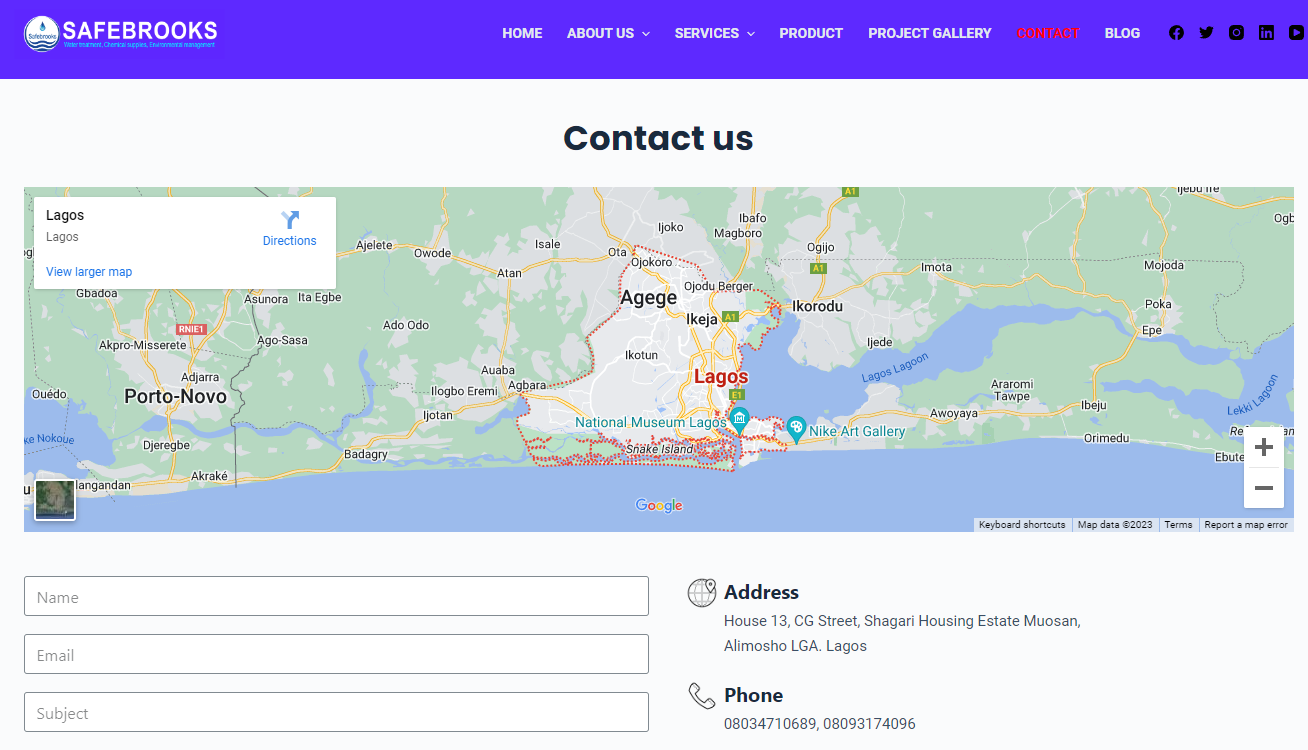 Safebrooks
SAFEBROOKS
Water treatment, Chemical supplies, Environmental management
HOME ABOUT US SERVICES PRODUCT PROJECT GALLERY CONTACT BLOG
Contact us
Lagos
Lagos
Directions
View larger map
A1
Ijebu Ife
Ibafo
Magboro
Ijoko
Isale
Ajelete
Owode
Ota
Ojokoro
Ogijo
A1
Imota
Mojoda
Atan
Gbadoa
Asunora
Ita Egbe
Agege
Ojodu Berger
Ikorodu
Poka
Ikeja
A1
Ado Odo
RNIE1
Epe
Akpro-Misserete
Ago-Sasa
Ijede
Ikotun
Lagos Lagoon
Adjarra
Auaba
Lagos
Agbara
Ilogbo Eremi
Araromi
Tawpe
Ouédo
Porto-Novo
E1
Ibeju
Lekki Lagoon
Ijotan
Awoyaya
National Museum Lagos
Nike Art Gallery
Orimedu
Djeregbe
Snake Island
Badagry
Ebute
Akraké
Google
Keyboard shortcuts Map data ©2023 Terms Report a map error
Name
Email
Subject
Address
House 13, CG Street, Shagari Housing Estate Muosan,
Alimosho LGA. Lagos
Phone
08034710689, 08093174096